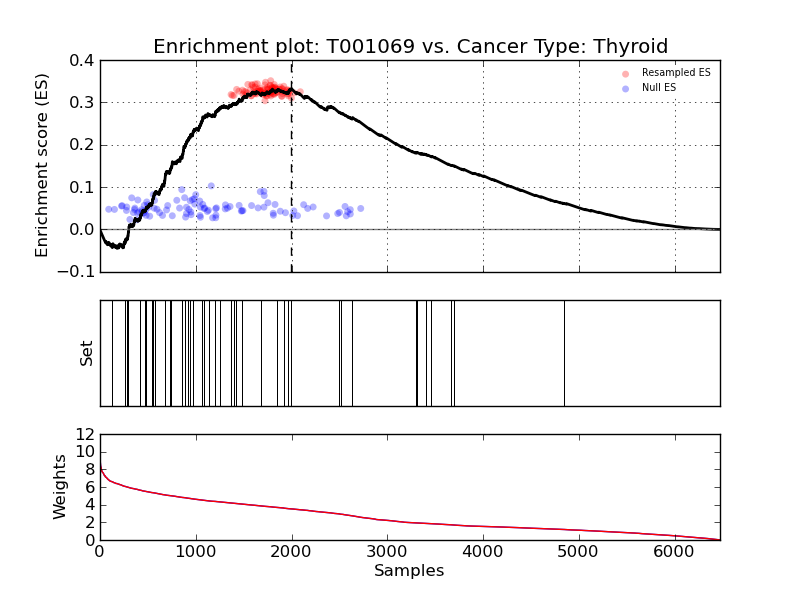 Enrichment plot: T001069 vs. Cancer Type: Thyroid
Enrichment score (ES)
0.4
0.3
0.2
0.1
0.0
−0.1
Resampled ES
Null ES
Set
Weights
12
10
8
6
4
2
0
0 1000 2000 3000 4000 5000 6000
Samples